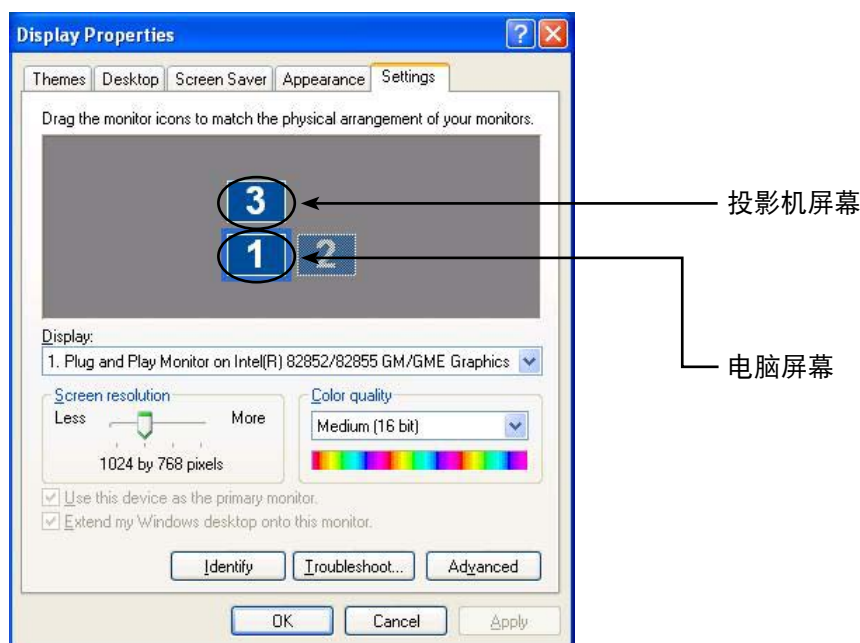 Display Properties
Themes Desktop Screen Saver Appearance Settings
Drag the monitor icons to match the physical arrangement of your monitors.
3
投影机屏幕
1 2
Display:
1. Plug and Play Monitor on Intel(R) 82852/82855 GM/GME Graphics
电脑屏幕
Screen resolution
Less More
1024 by 768 pixels
Color quality
Medium (16 bit)
Use this device as the primary monitor.
Extend my Windows desktop onto this monitor.
Identify Troubleshoot... Advanced
OK Cancel Apply